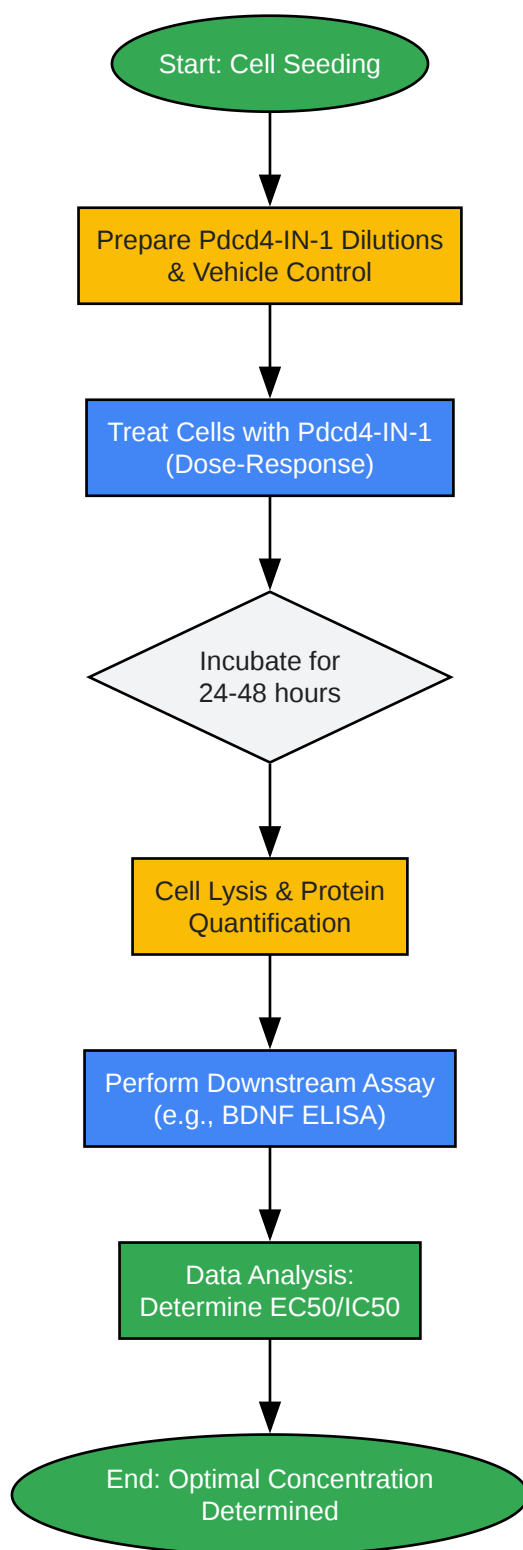 Start: Cell Seeding
Prepare Pdcd4-IN-1 Dilutions
& Vehicle Control
Treat Cells with Pdcd4-IN-1
(Dose-Response)
Incubate for
24-48 hours
Cell Lysis & Protein
Quantification
Perform Downstream Assay
(e.g., BDNF ELISA)
Data Analysis:
Determine EC50/IC50
End: Optimal Concentration
Determined